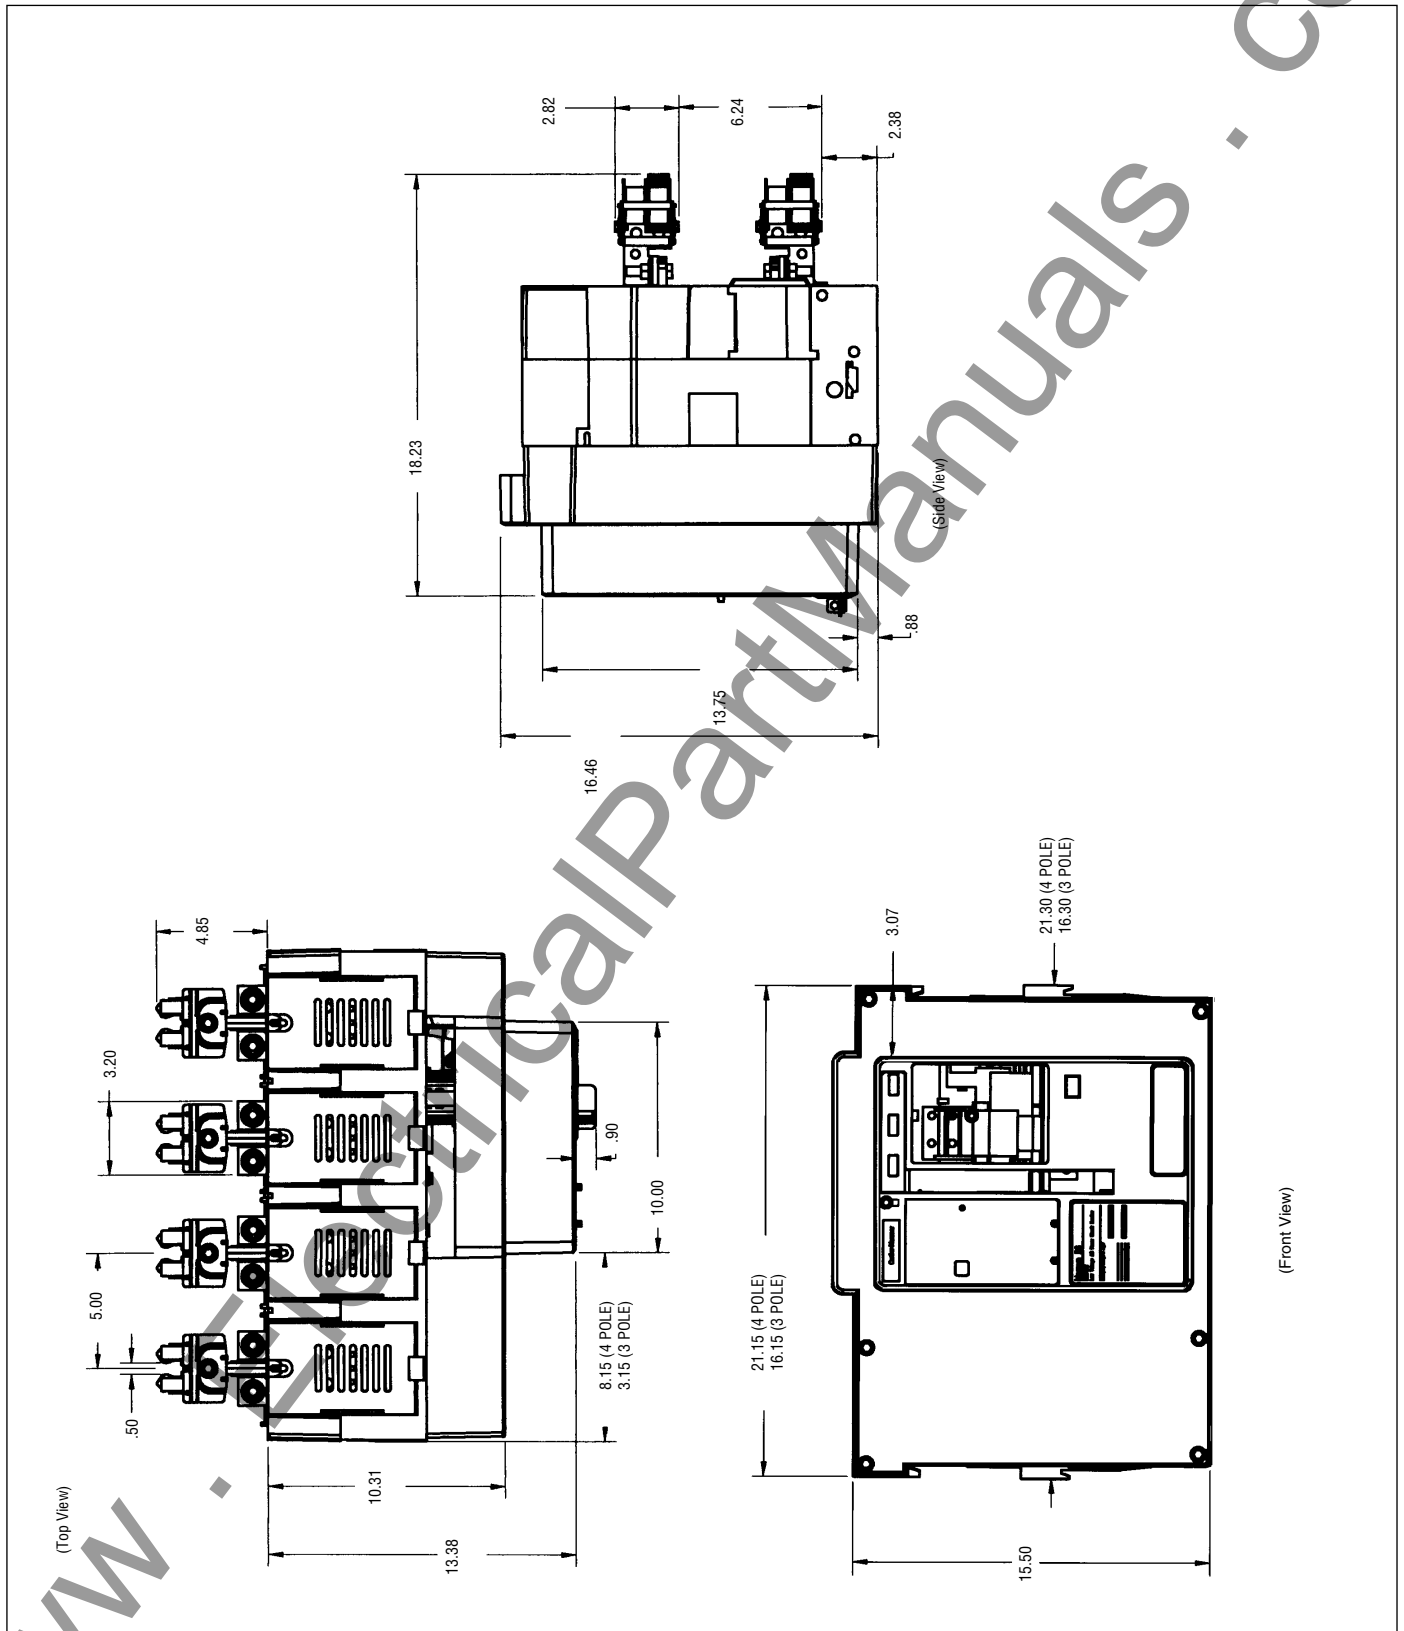 (Top View)
.50
5.00
3.20
4.85
10.31
13.38
8.15 (4 POLE)
3.15 (3 POLE)
10.00
.90
(Side View)
18.23
2.82
6.24
2.38
.88
13.75
16.46
(Front View)
21.15 (4 POLE)
16.15 (3 POLE)
3.07
21.30 (4 POLE)
16.30 (3 POLE)
15.50
ww . ElectricalPartManuals . co